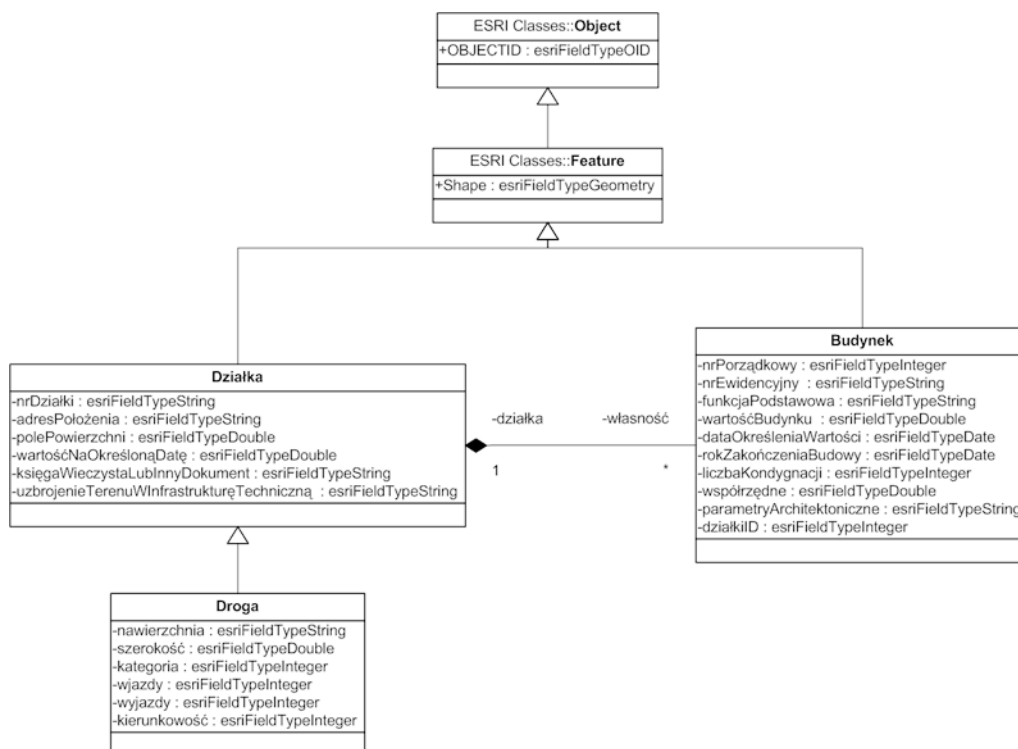 ESRI Classes::Object
+OBJECTID : esriFieldTypeOID
ESRI Classes::Feature
+Shape : esriFieldTypeGeometry
Działka
-nrDziałki : esriFieldTypeString
-adresPołożenia : esriFieldTypeString
-polePowierzchni : esriFieldTypeDouble
-wartośćNaOkreślonąDatę : esriFieldTypeDouble
-księgaWieczystaLubInnyDokument : esriFieldTypeString
-uzbrojenieTerenuWInfrastrukturęTechniczną : esriFieldTypeString
-działka
-własność
1
*
Budynek
-nrPorządkowy : esriFieldTypeInteger
-nrEwidencyjny : esriFieldTypeString
-funkcjaPodstawowa : esriFieldTypeString
-wartośćBudynku : esriFieldTypeDouble
-dataOkreśleniaWartości : esriFieldTypeDate
-rokZakończeniaBudowy : esriFieldTypeDate
-liczbaKondygnacji : esriFieldTypeInteger
-współrzędne : esriFieldTypeDouble
-parametryArchitektoniczne : esriFieldTypeString
-działkiID : esriFieldTypeInteger
Droga
-nawierzchnia : esriFieldTypeString
-szerokość : esriFieldTypeDouble
-kategoria : esriFieldTypeInteger
-wjazdy : esriFieldTypeInteger
-wyjazdy : esriFieldTypeInteger
-kierunkowość : esriFieldTypeInteger